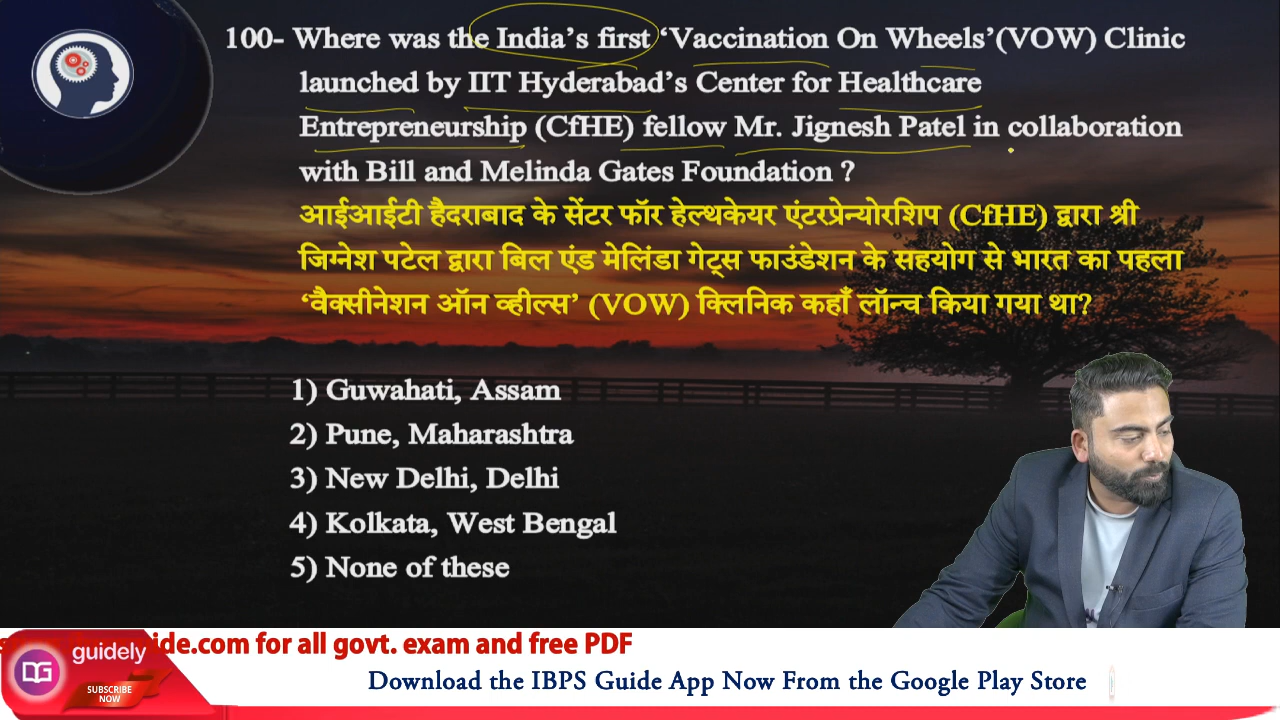 100- Where was the India's first ‘Vaccination On Wheels’(VOW) Clinic
launched by IIT Hyderabad's Center for Healthcare
Entrepreneurship (CfHE) fellow Mr. Jignesh Patel in collaboration
with Bill and Melinda Gates Foundation ?
आईआईटी हैदराबाद के सेंटर फॉर हेल्थकेयर एंटरप्रेन्योरशिप (CfHE) द्वारा श्री
जिग्नेश पटेल द्वारा बिल एंड मेलिंडा गेट्स फाउंडेशन के सहयोग से भारत का पहला
‘वैक्सीनेशन ऑन व्हील्स’ (VOW) क्लिनिक कहाँ लॉन्च किया गया था?
1) Guwahati, Assam
2) Pune, Maharashtra
3) New Delhi, Delhi
4) Kolkata, West Bengal
5) None of these
ide.com for all govt. exam and free PDF
guidely
SUBSCRIBE
NOW
Download the IBPS Guide App Now From the Google Play Store